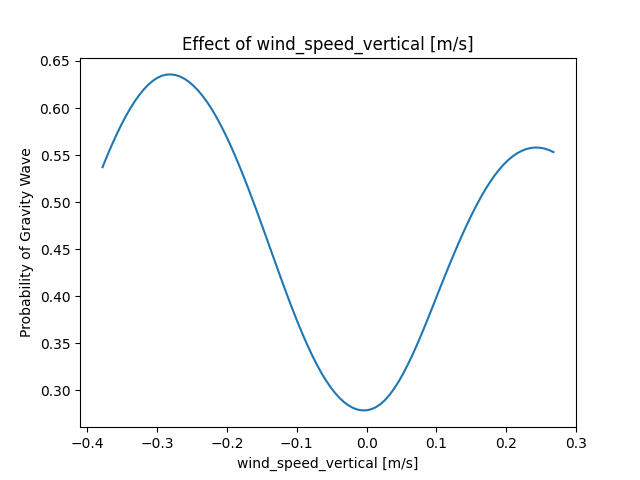 Effect of wind_speed_vertical [m/s]
Probability of Gravity Wave
0.65
0.60
0.55
0.50
0.45
0.40
0.35
0.30
−0.4 −0.3 −0.2 −0.1 0.0 0.1 0.2 0.3
wind_speed_vertical [m/s]